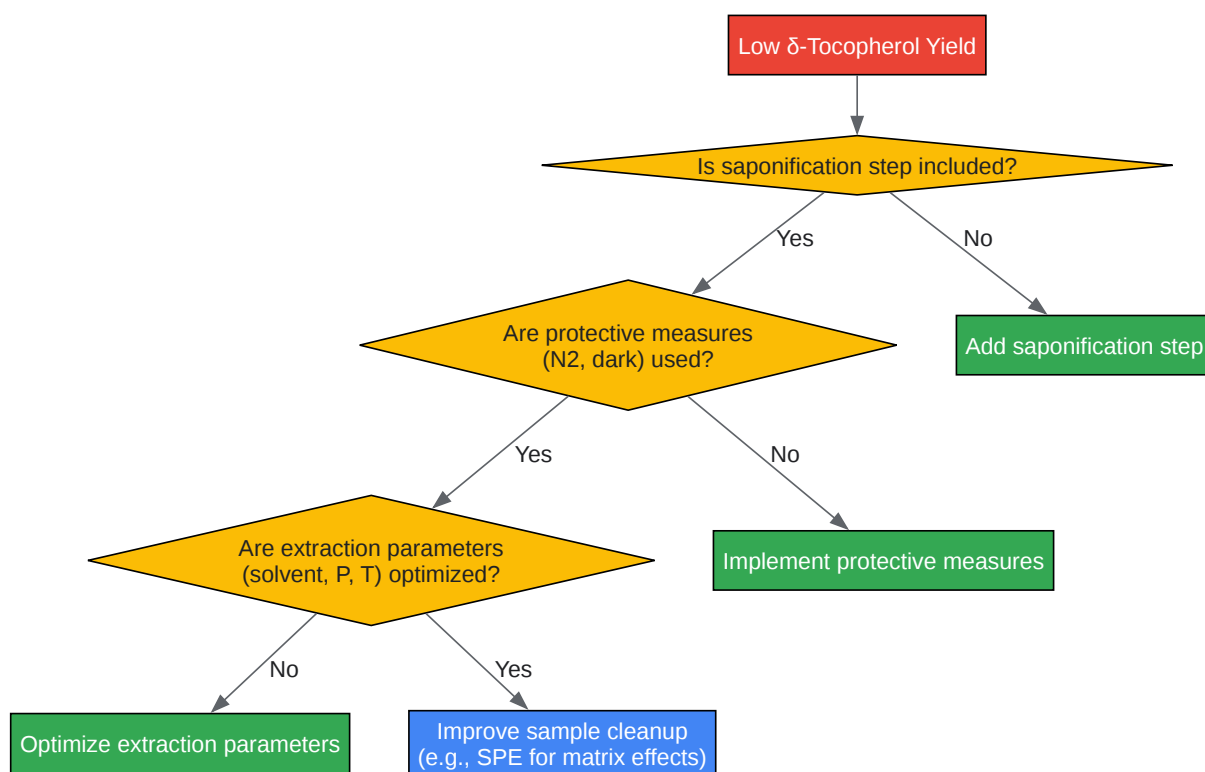 Low δ-Tocopherol Yield
Is saponification step included?
Yes
No
Are protective measures
(N2, dark) used?
Add saponification step
Yes
No
Are extraction parameters
(solvent, P, T) optimized?
Implement protective measures
No
Yes
Optimize extraction parameters
Improve sample cleanup
(e.g., SPE for matrix effects)